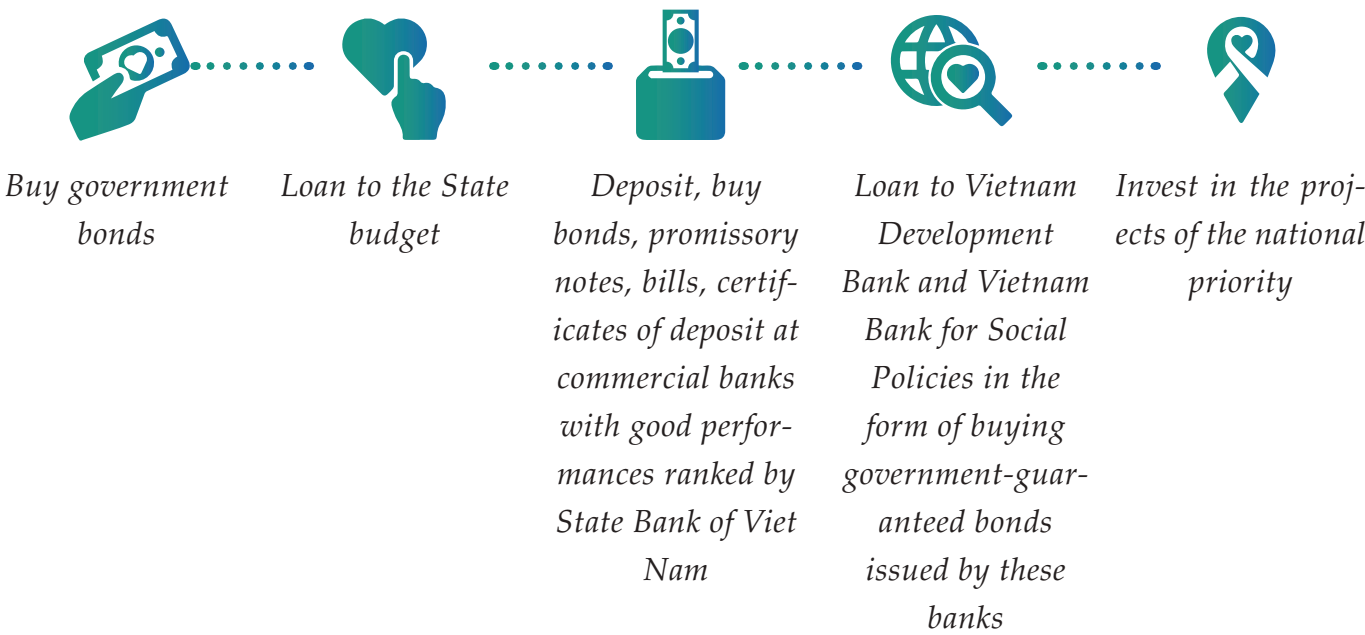 Buy government
bonds
Loan to the State
budget
Deposit, buy
bonds, promissory
notes, bills, certif-
icates of deposit at
commercial banks
with good perfor-
mances ranked by
State Bank of Viet
Nam
Loan to Vietnam
Development
Bank and Vietnam
Bank for Social
Policies in the
form of buying
government-guar-
anteed bonds
issued by these
banks
Invest in the proj-
ects of the national
priority